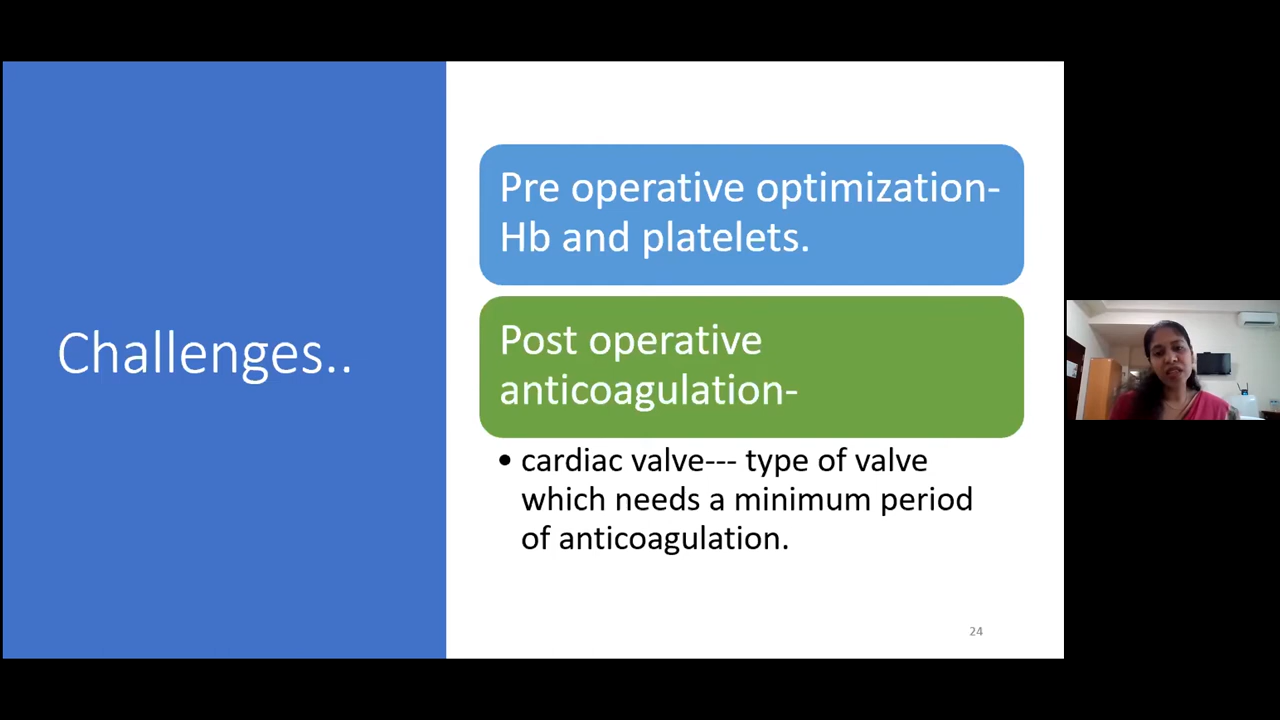 Challenges..
Pre operative optimization-
Hb and platelets.
Post operative
anticoagulation-
• cardiac valve--- type of valve
which needs a minimum period
of anticoagulation.
24